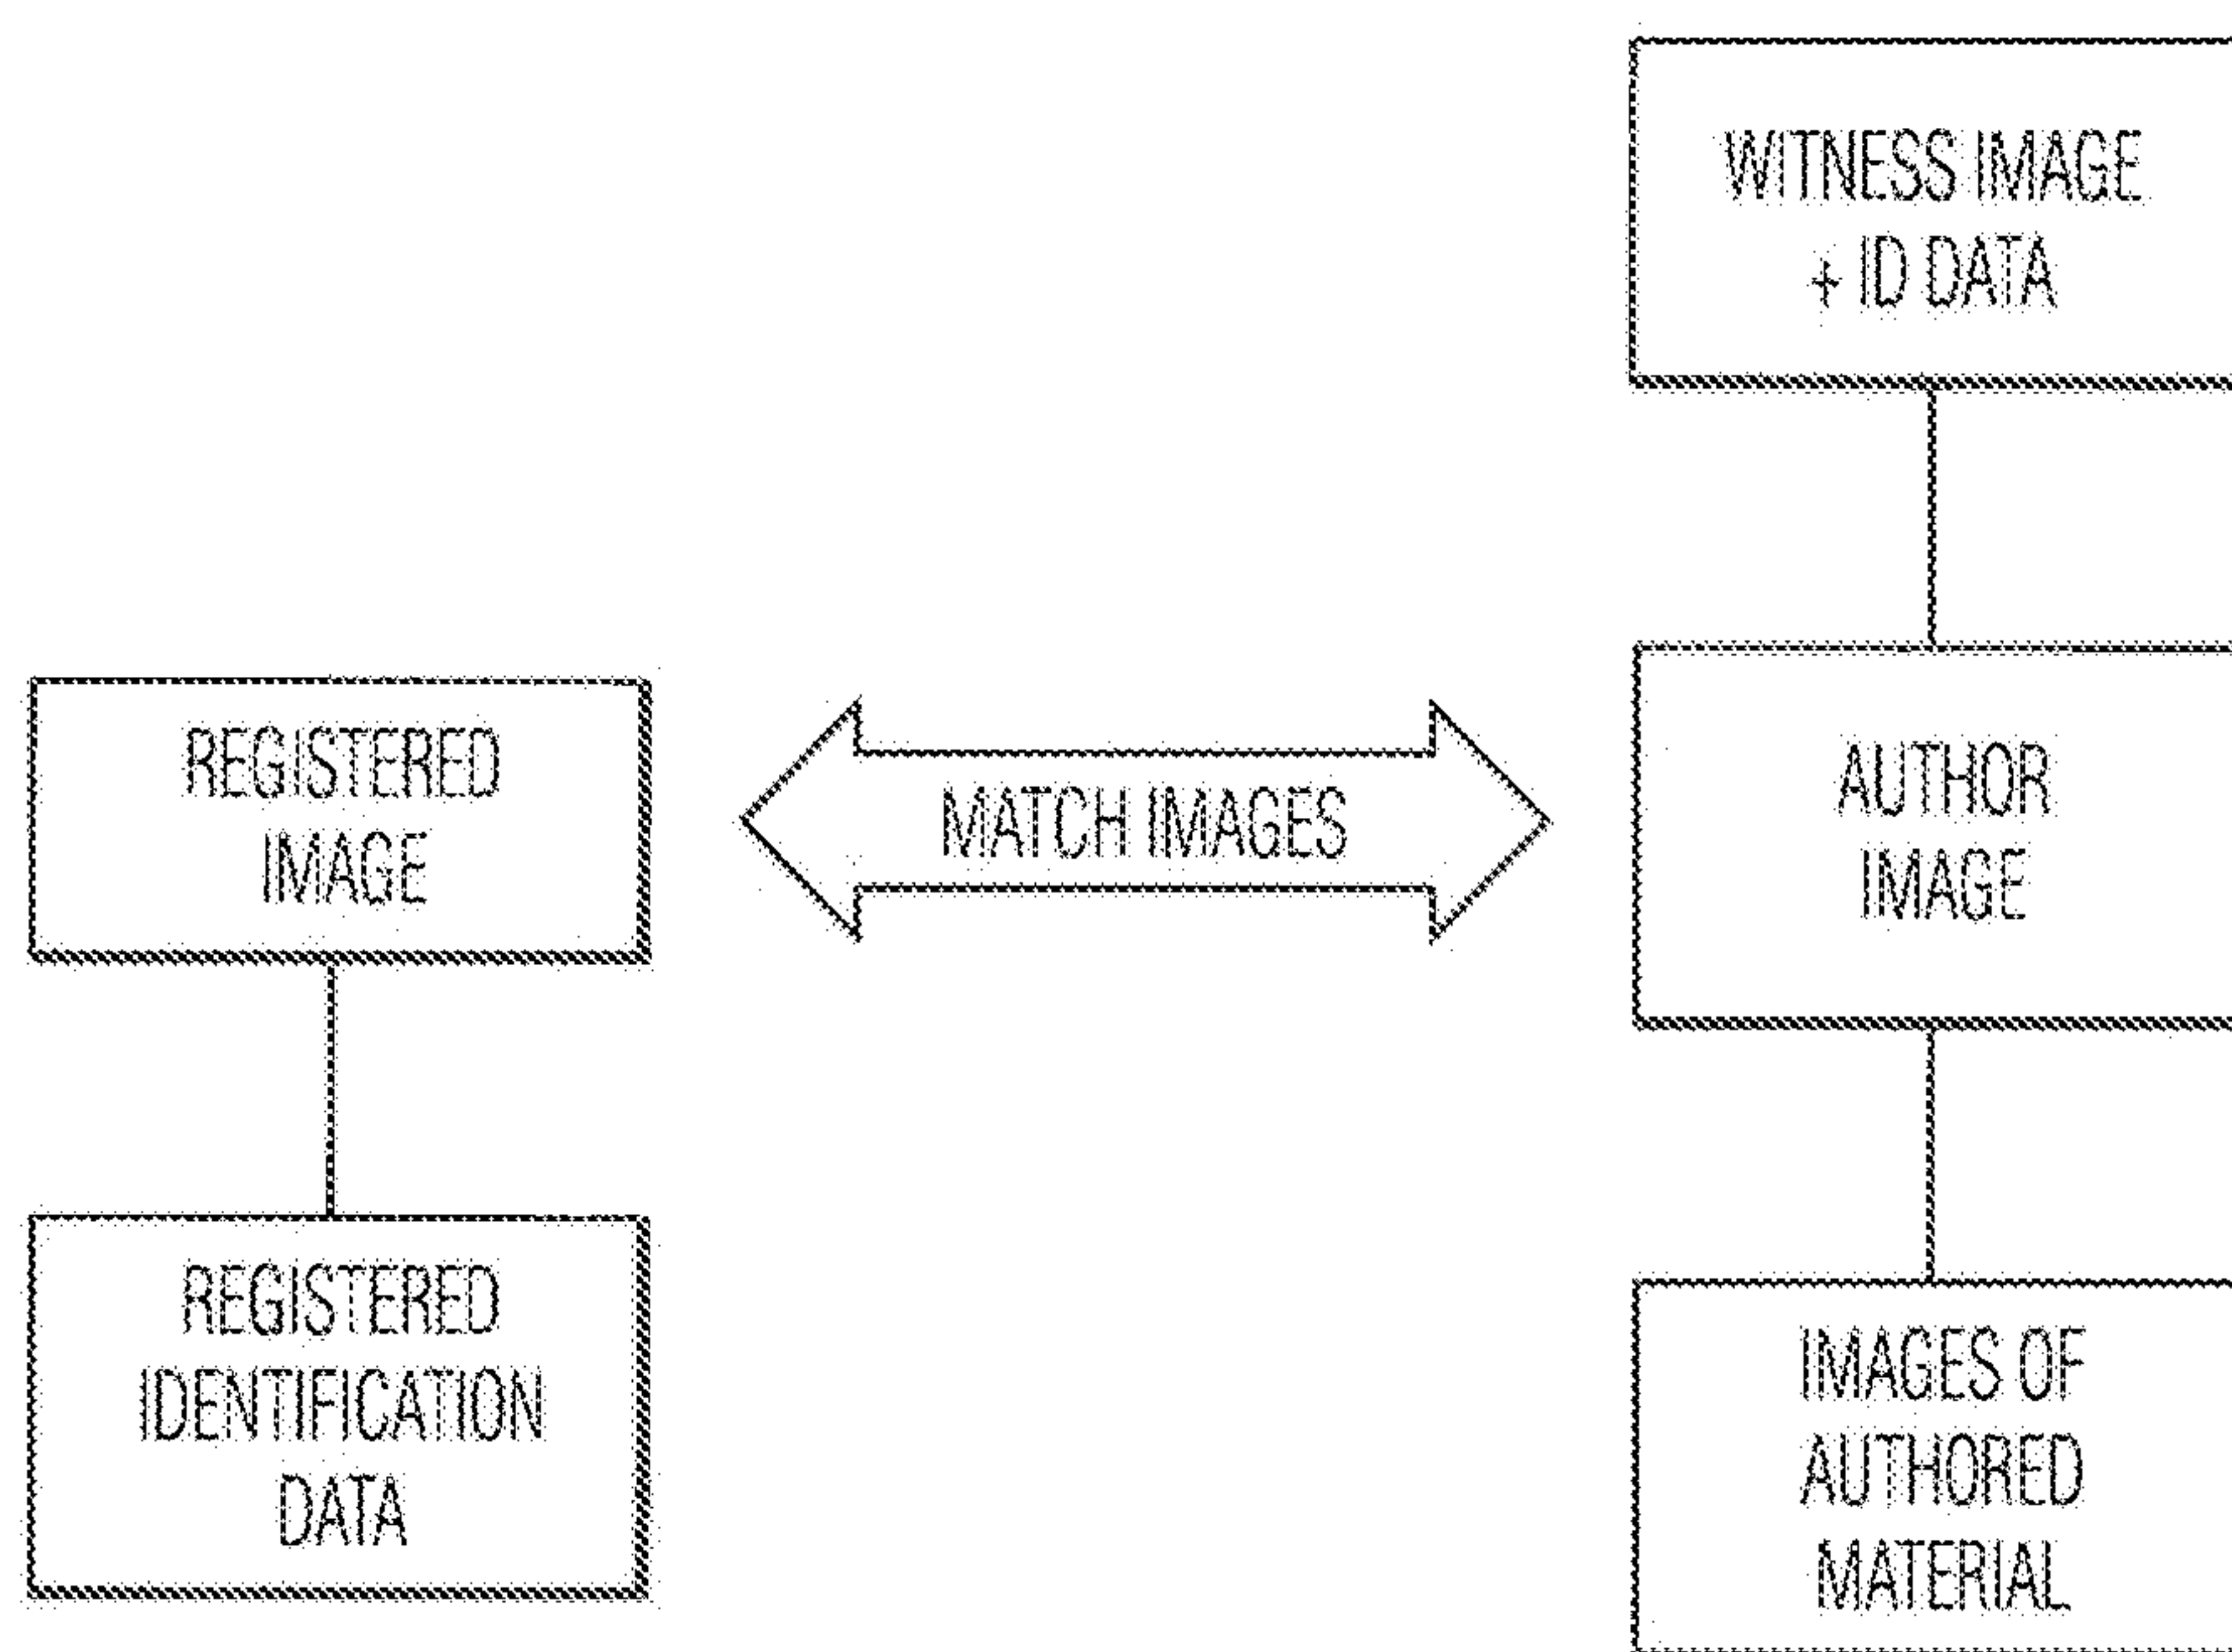 WITNESS IMAGE
+ ID DATA
REGISTERED
IMAGE
MATCH IMAGES
AUTHOR
IMAGE
REGISTERED
IDENTIFICATION
DATA
IMAGES OF
AUTHORED
MATERIAL